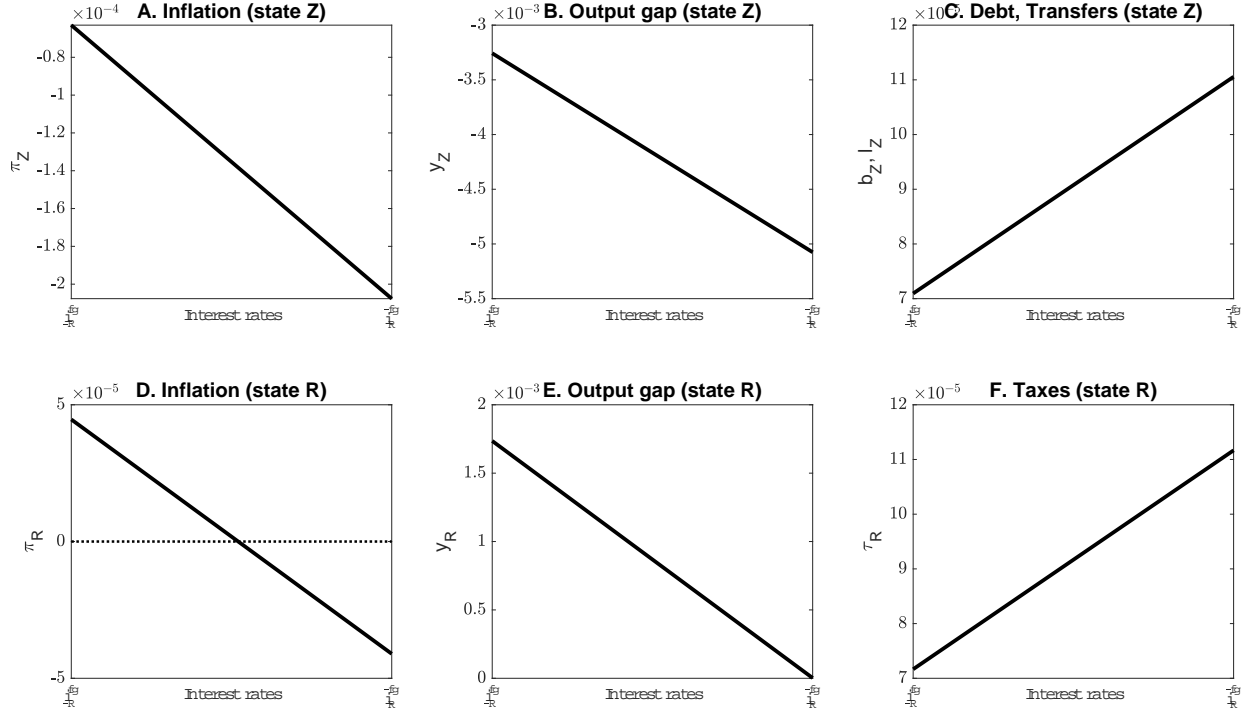 A. Inflation (state Z)
×10⁻⁴
-0.8
-1
-1.2
-1.4
-1.6
-1.8
-2
π_Z
Interest rates
B. Output gap (state Z)
×10⁻³
-3
-3.5
-4
-4.5
-5
-5.5
y_Z
Interest rates
C. Debt, Transfers (state Z)
12
11
10
9
8
7
b_Z, l_Z
Interest rates
D. Inflation (state R)
×10⁻⁵
5
0
-5
π_R
Interest rates
E. Output gap (state R)
×10⁻³
2
1.5
1
0.5
0
y_R
Interest rates
F. Taxes (state R)
×10⁻⁵
12
11
10
9
8
7
τ_R
Interest rates